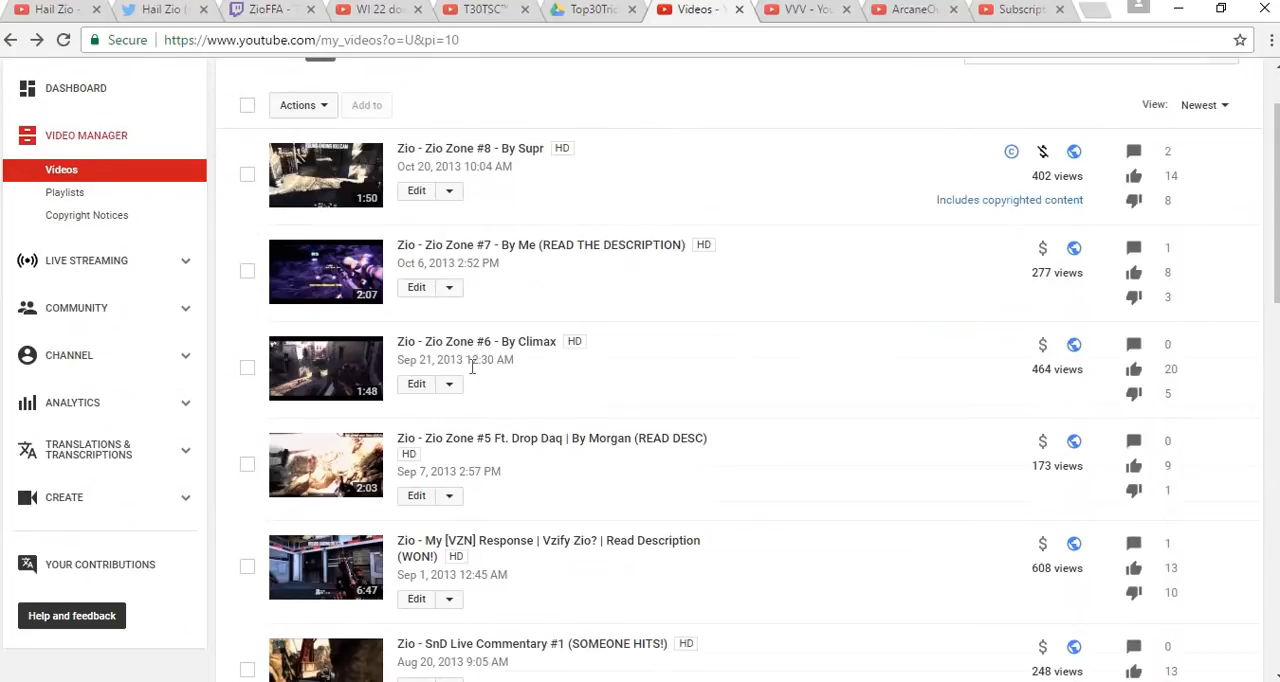 Hail Zio - Hail Zio ( ZioFFA - WI 22 do T30TSC™ Top30Tri Videos - VVV - Yo ArcaneO Subscript
Secure https://www.youtube.com/my_videos?o=U&pi=10
DASHBOARD
VIDEO MANAGER
Videos
Playlists
Copyright Notices
LIVE STREAMING
COMMUNITY
CHANNEL
ANALYTICS
TRANSLATIONS &
TRANSCRIPTIONS
CREATE
YOUR CONTRIBUTIONS
Help and feedback
Actions Add to View: Newest
Zio - Zio Zone #8 - By Supr HD
Oct 20, 2013 10:04 AM
Edit
1:50
402 views
Includes copyrighted content
2
14
8
Zio - Zio Zone #7 - By Me (READ THE DESCRIPTION) HD
Oct 6, 2013 2:52 PM
Edit
2:07
$
277 views
1
8
3
Zio - Zio Zone #6 - By Climax HD
Sep 21, 2013 12:30 AM
Edit
1:48
$
464 views
0
20
5
Zio - Zio Zone #5 Ft. Drop Daq | By Morgan (READ DESC)
HD
Sep 7, 2013 2:57 PM
Edit
2:03
$
173 views
0
9
1
Zio - My [VZN] Response | Vzify Zio? | Read Description
(WON!) HD
Sep 1, 2013 12:45 AM
Edit
6:47
$
608 views
1
13
10
Zio - SnD Live Commentary #1 (SOMEONE HITS!) HD
Aug 20, 2013 9:05 AM
$
248 views
0
13